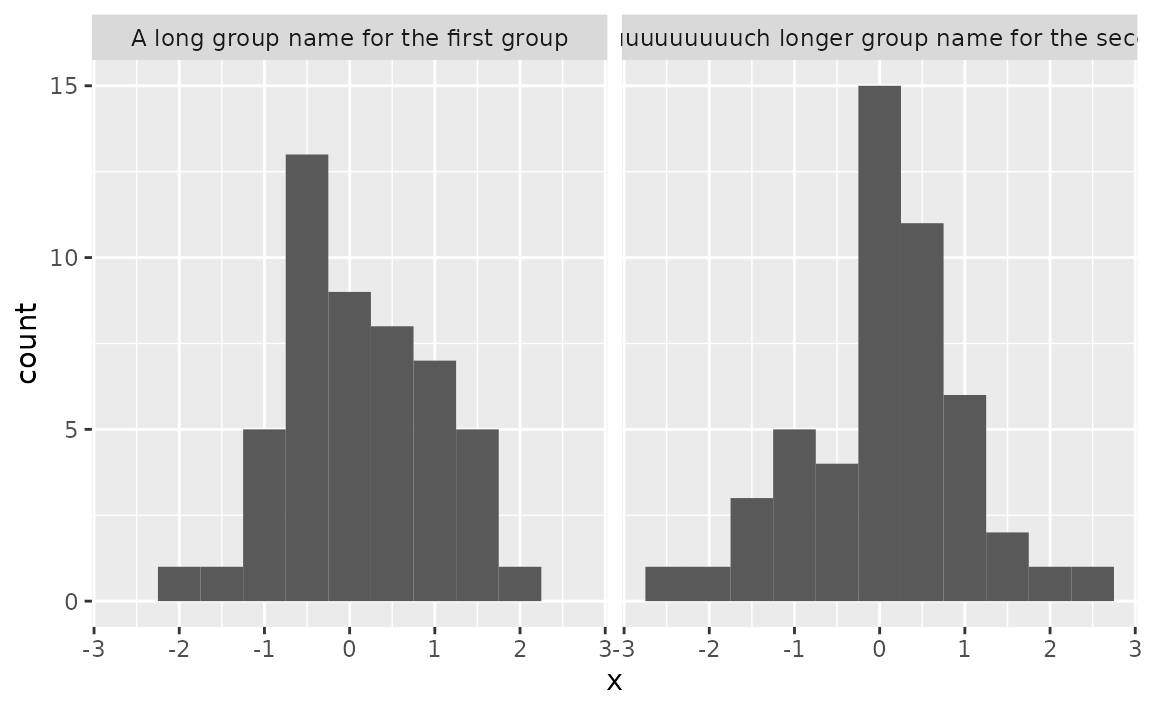 A long group name for the first group
uuuuuuuuch longer group name for the sec
15
10
5
0
count
-3 -2 -1 0 1 2 3
-3 -2 -1 0 1 2 3
x